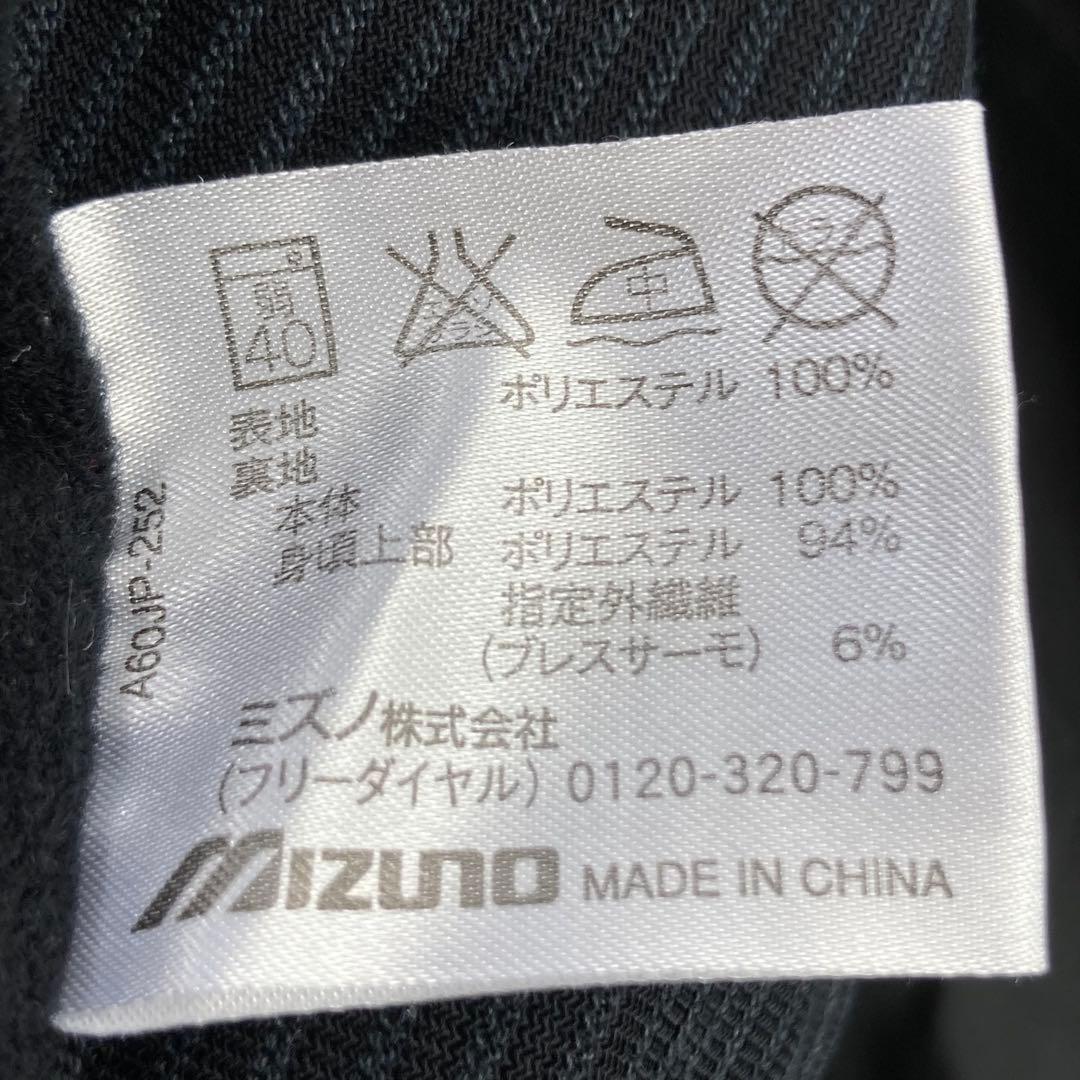 弱
40
中
表地 ポリエステル 100%
裏地
本体 ポリエステル 100%
身頃上部 ポリエステル 94%
指定外繊維
(ブレスサーモ) 6%
ミズノ株式会社
(フリーダイヤル) 0120-320-799
MIZUNO MADE IN CHINA
A60JP-252.